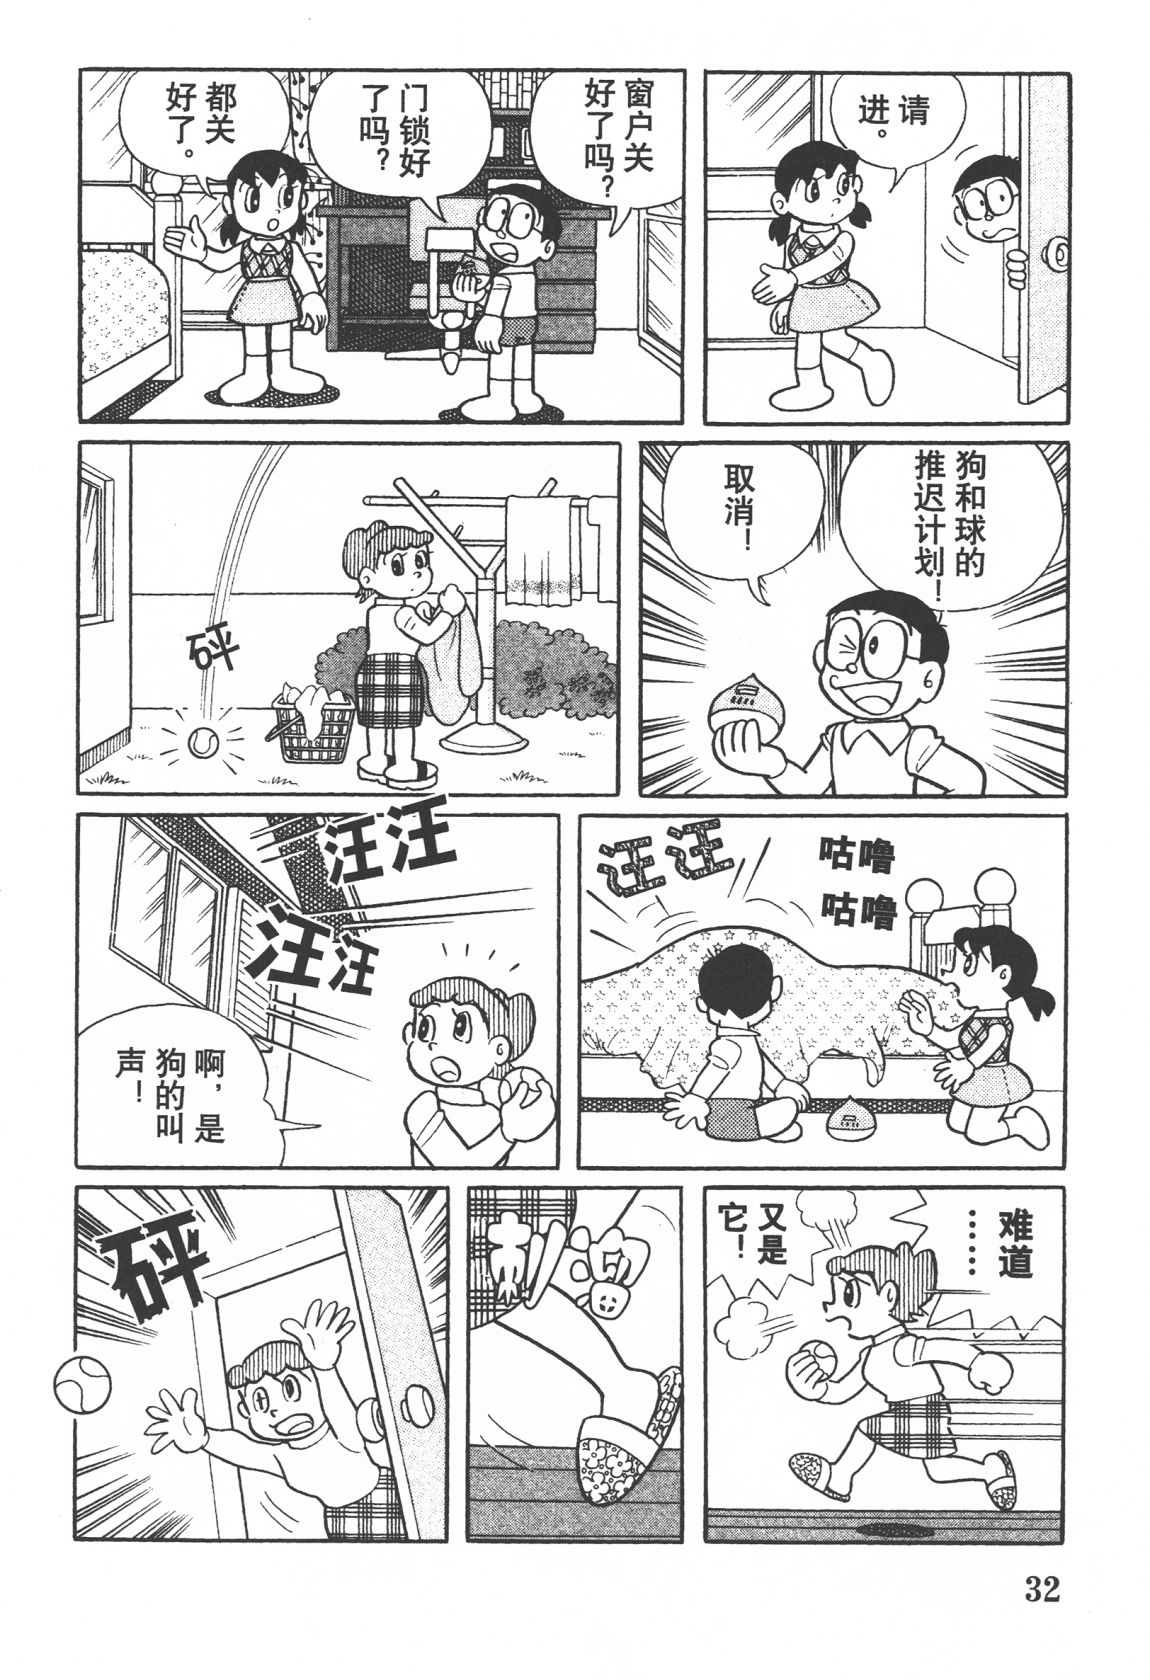 请
进。
窗户关
好了吗？
门锁好
了吗？
都关
好了。
狗和球的
推迟计划！
取消！
砰
汪汪
咕噜
咕噜
汪汪
汪汪
啊，是
狗的叫
声！
难道
……
又是
它！
砰
32